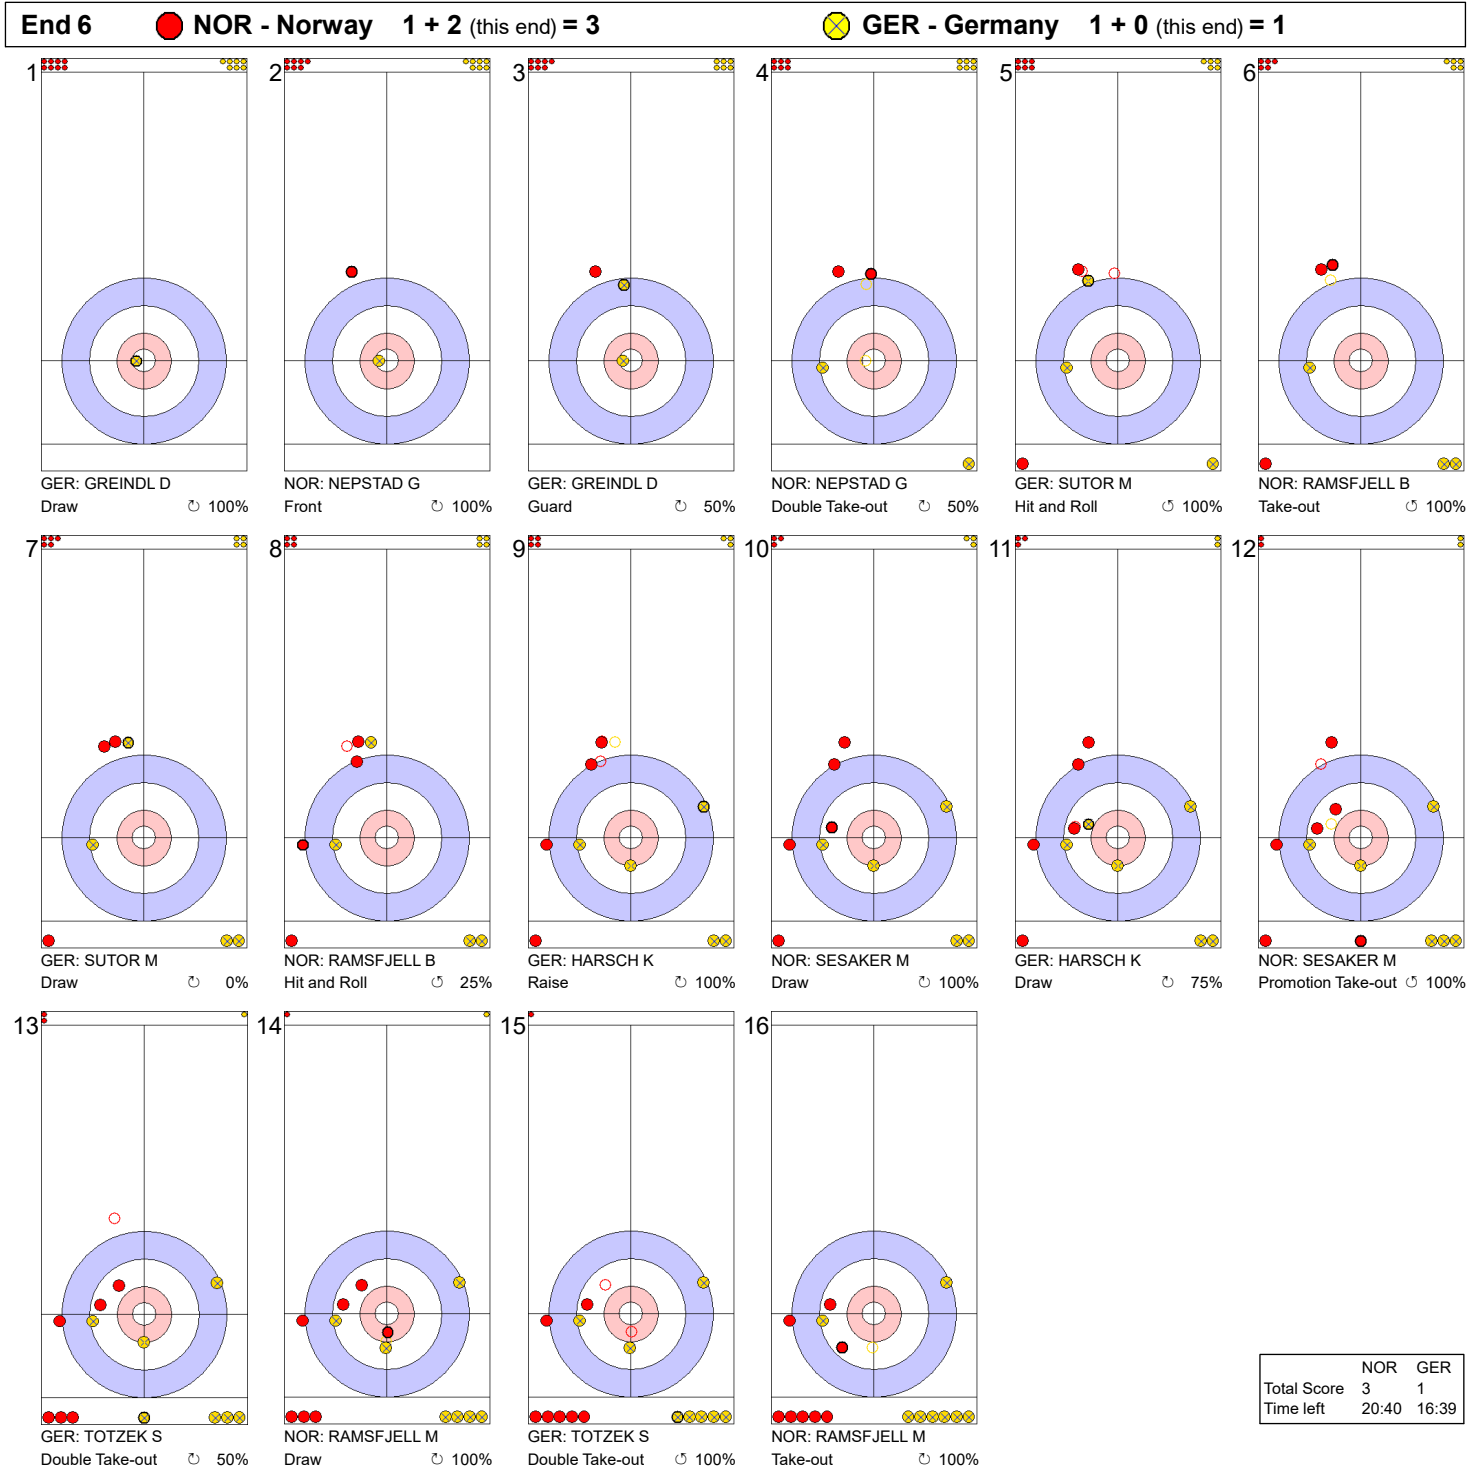 End 6 NOR - Norway 1 + 2 (this end) = 3 GER - Germany 1 + 0 (this end) = 1
1 2 3 4 5 6
GER: GREINDL D NOR: NEPSTAD G GER: GREINDL D NOR: NEPSTAD G GER: SUTOR M NOR: RAMSFJELL B
Draw ↻ 100% Front ↻ 100% Guard ↻ 50% Double Take-out ↻ 50% Hit and Roll ↺ 100% Take-out ↺ 100%
7 8 9 10 11 12
GER: SUTOR M NOR: RAMSFJELL B GER: HARSCH K NOR: SESAKER M GER: HARSCH K NOR: SESAKER M
Draw ↻ 0% Hit and Roll ↺ 25% Raise ↻ 100% Draw ↻ 100% Draw ↻ 75% Promotion Take-out ↺ 100%
13 14 15 16
GER: TOTZEK S NOR: RAMSFJELL M GER: TOTZEK S NOR: RAMSFJELL M
Double Take-out ↻ 50% Draw ↻ 100% Double Take-out ↺ 100% Take-out ↺ 100%
NOR GER
Total Score 3 1
Time left 20:40 16:39